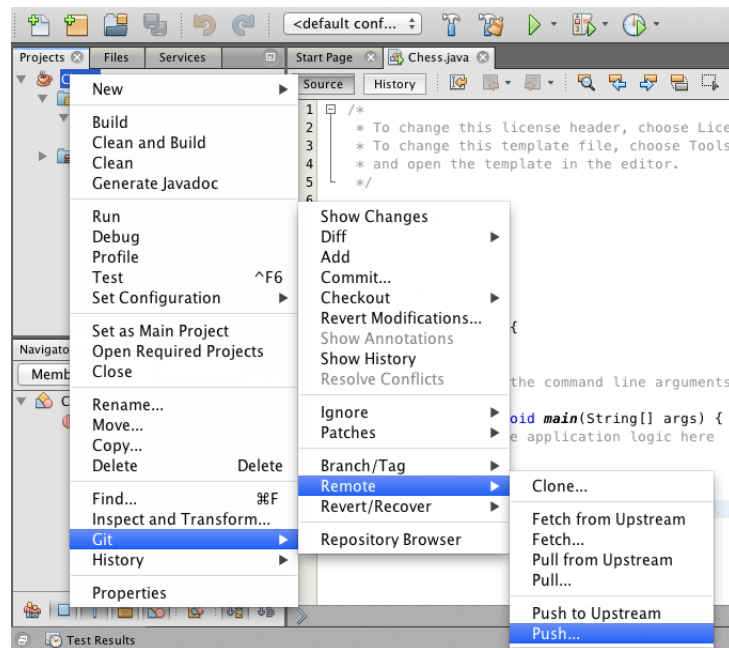 <default conf...
Projects
Files
Services
Start Page
Chess.java
Source
History
New
Build
Clean and Build
Clean
Generate Javadoc
Run
Debug
Profile
Test ^F6
Set Configuration
Set as Main Project
Open Required Projects
Close
Rename...
Move...
Copy...
Delete Delete
Find... ⌘F
Inspect and Transform...
Git
History
Properties
1 /*
2 * To change this license header, choose Lice
3 * To change this template file, choose Tools
4 * and open the template in the editor.
5 */
6
{
the command line arguments
oid main(String[] args) {
e application logic here
Show Changes
Diff
Add
Commit...
Checkout
Revert Modifications...
Show Annotations
Show History
Resolve Conflicts
Ignore
Patches
Branch/Tag
Remote
Revert/Recover
Repository Browser
Clone...
Fetch from Upstream
Fetch...
Pull from Upstream
Pull...
Push to Upstream
Push...
Navigato
Memb
C
Test Results